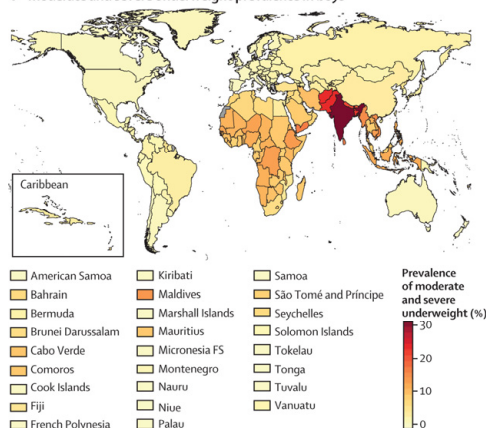 Caribbean
American Samoa
Bahrain
Bermuda
Brunei Darussalam
Cabo Verde
Comoros
Cook Islands
Fiji
French Polynesia
Kiribati
Maldives
Marshall Islands
Mauritius
Micronesia FS
Montenegro
Nauru
Niue
Palau
Samoa
São Tomé and Príncipe
Seychelles
Solomon Islands
Tokelau
Tonga
Tuvalu
Vanuatu
Prevalence
of moderate
and severe
underweight (%)
30
20
10
0